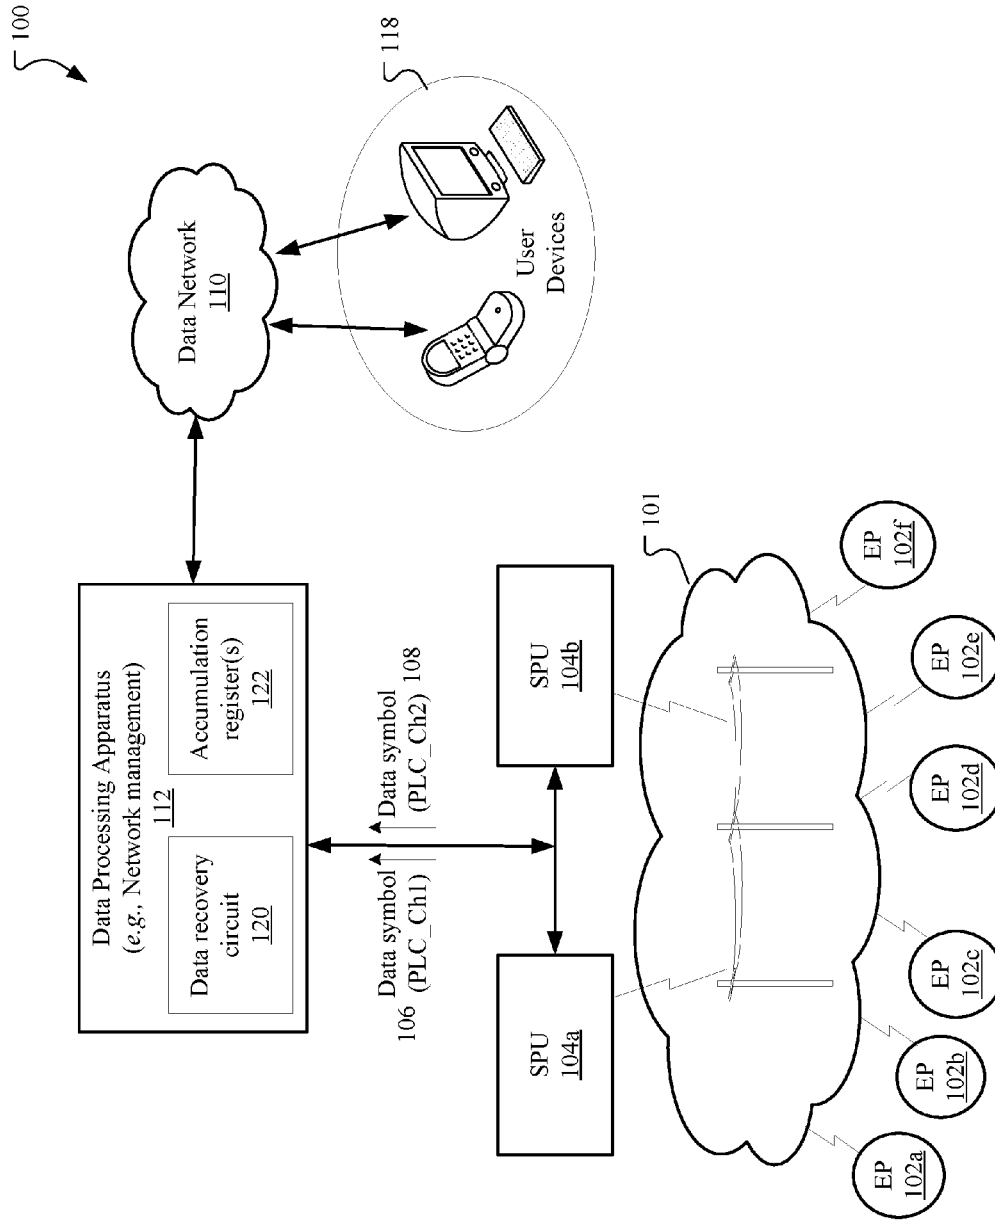 100
Data Processing Apparatus
(e.g., Network management)
112
Data recovery
circuit
120
Accumulation
register(s)
122
Data Network
110
118
User
Devices
106
Data symbol
(PLC_Ch1)
Data symbol
(PLC_Ch2)
108
SPU
104a
SPU
104b
101
EP
102a
EP
102b
EP
102c
EP
102d
EP
102e
EP
102f